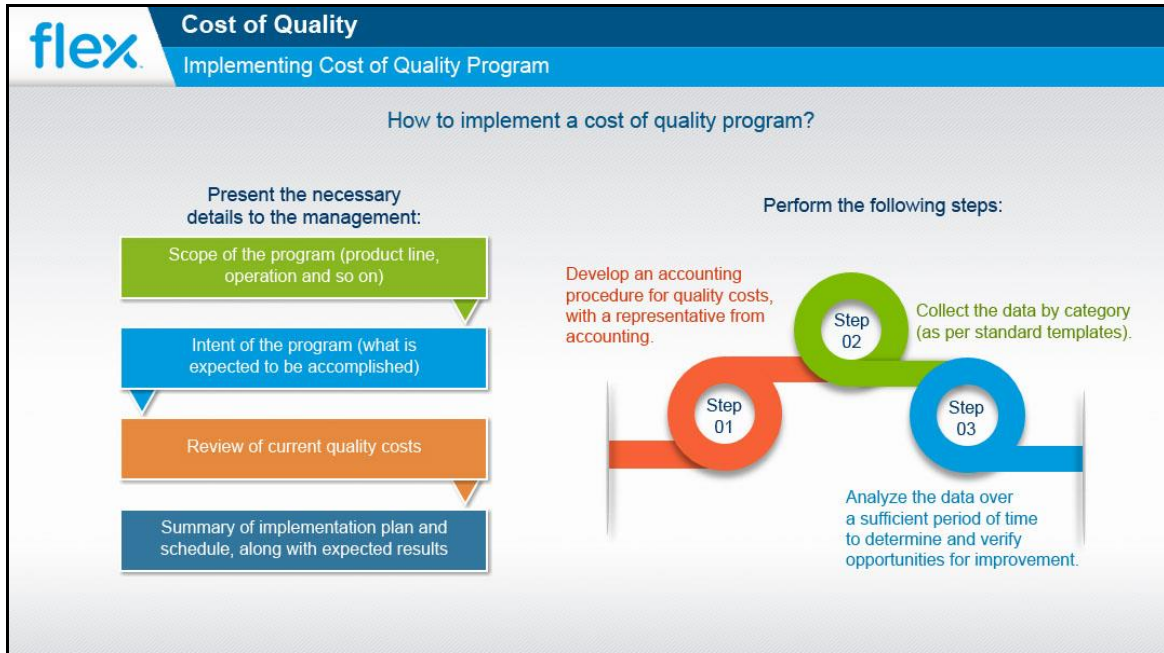 flex
Cost of Quality
Implementing Cost of Quality Program
How to implement a cost of quality program?
Present the necessary
details to the management:
Scope of the program (product line,
operation and so on)
Intent of the program (what is
expected to be accomplished)
Review of current quality costs
Summary of implementation plan and
schedule, along with expected results
Perform the following steps:
Develop an accounting
procedure for quality costs,
with a representative from
accounting.
Step
01
Step
02
Collect the data by category
(as per standard templates).
Step
03
Analyze the data over
a sufficient period of time
to determine and verify
opportunities for improvement.